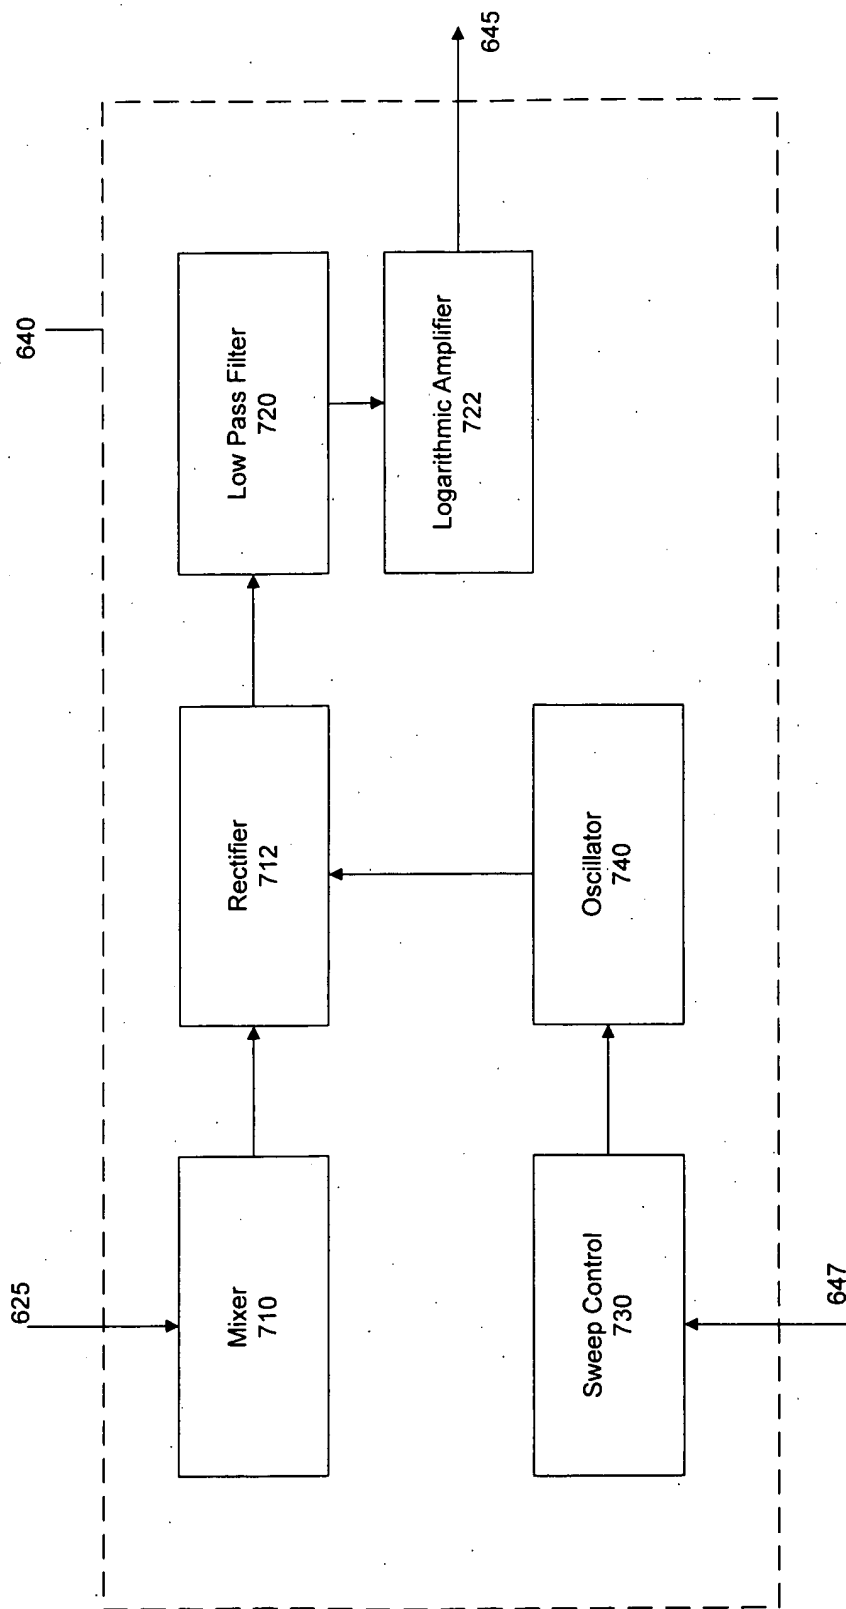 640
625
Mixer
710
Rectifier
712
Low Pass Filter
720
Logarithmic Amplifier
722
645
Sweep Control
730
Oscillator
740
647